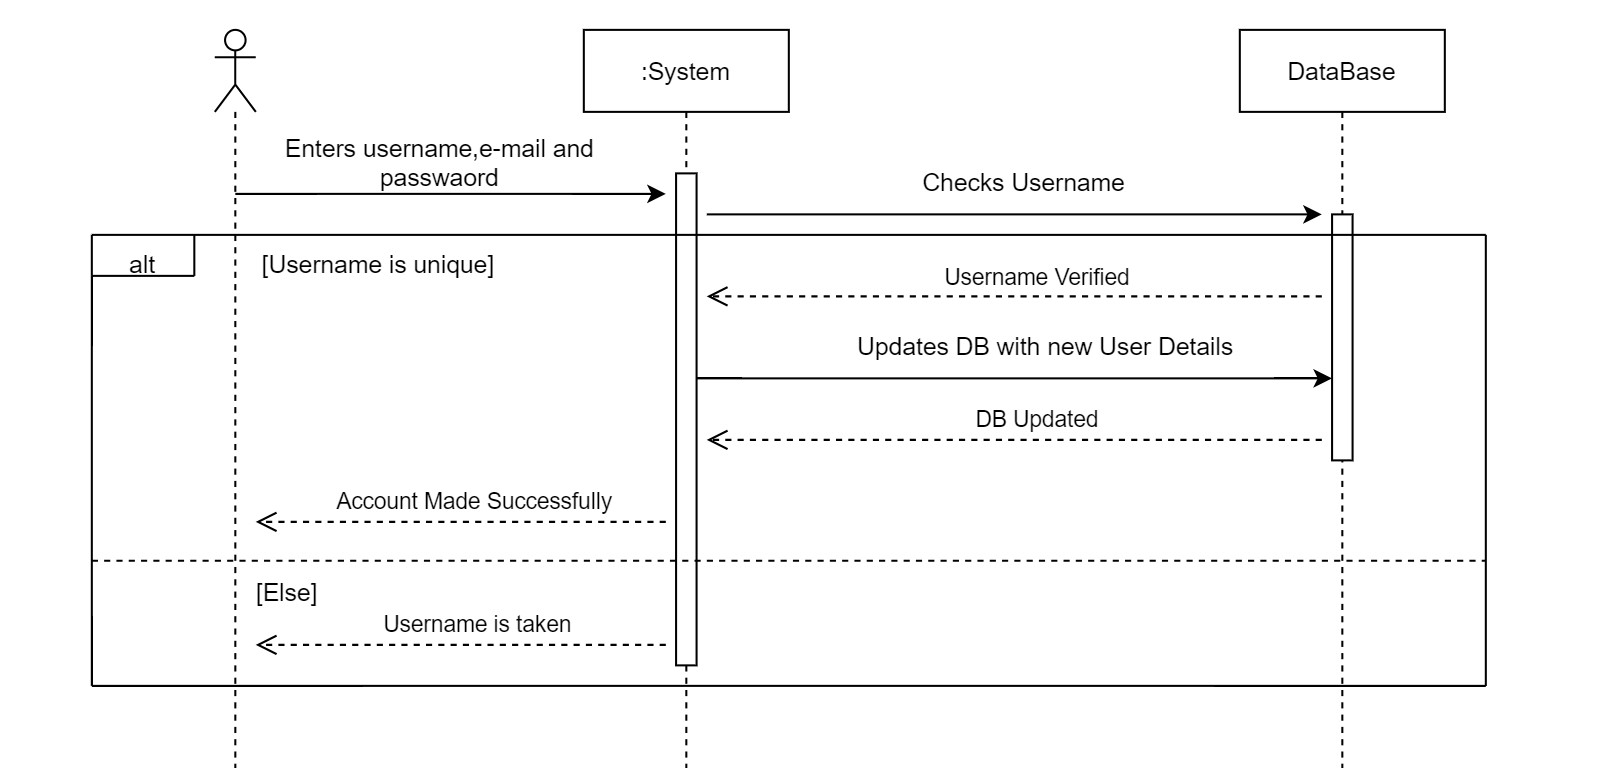 :System
DataBase
Enters username,e-mail and
passwaord
Checks Username
alt
[Username is unique]
Username Verified
Updates DB with new User Details
DB Updated
Account Made Successfully
[Else]
Username is taken